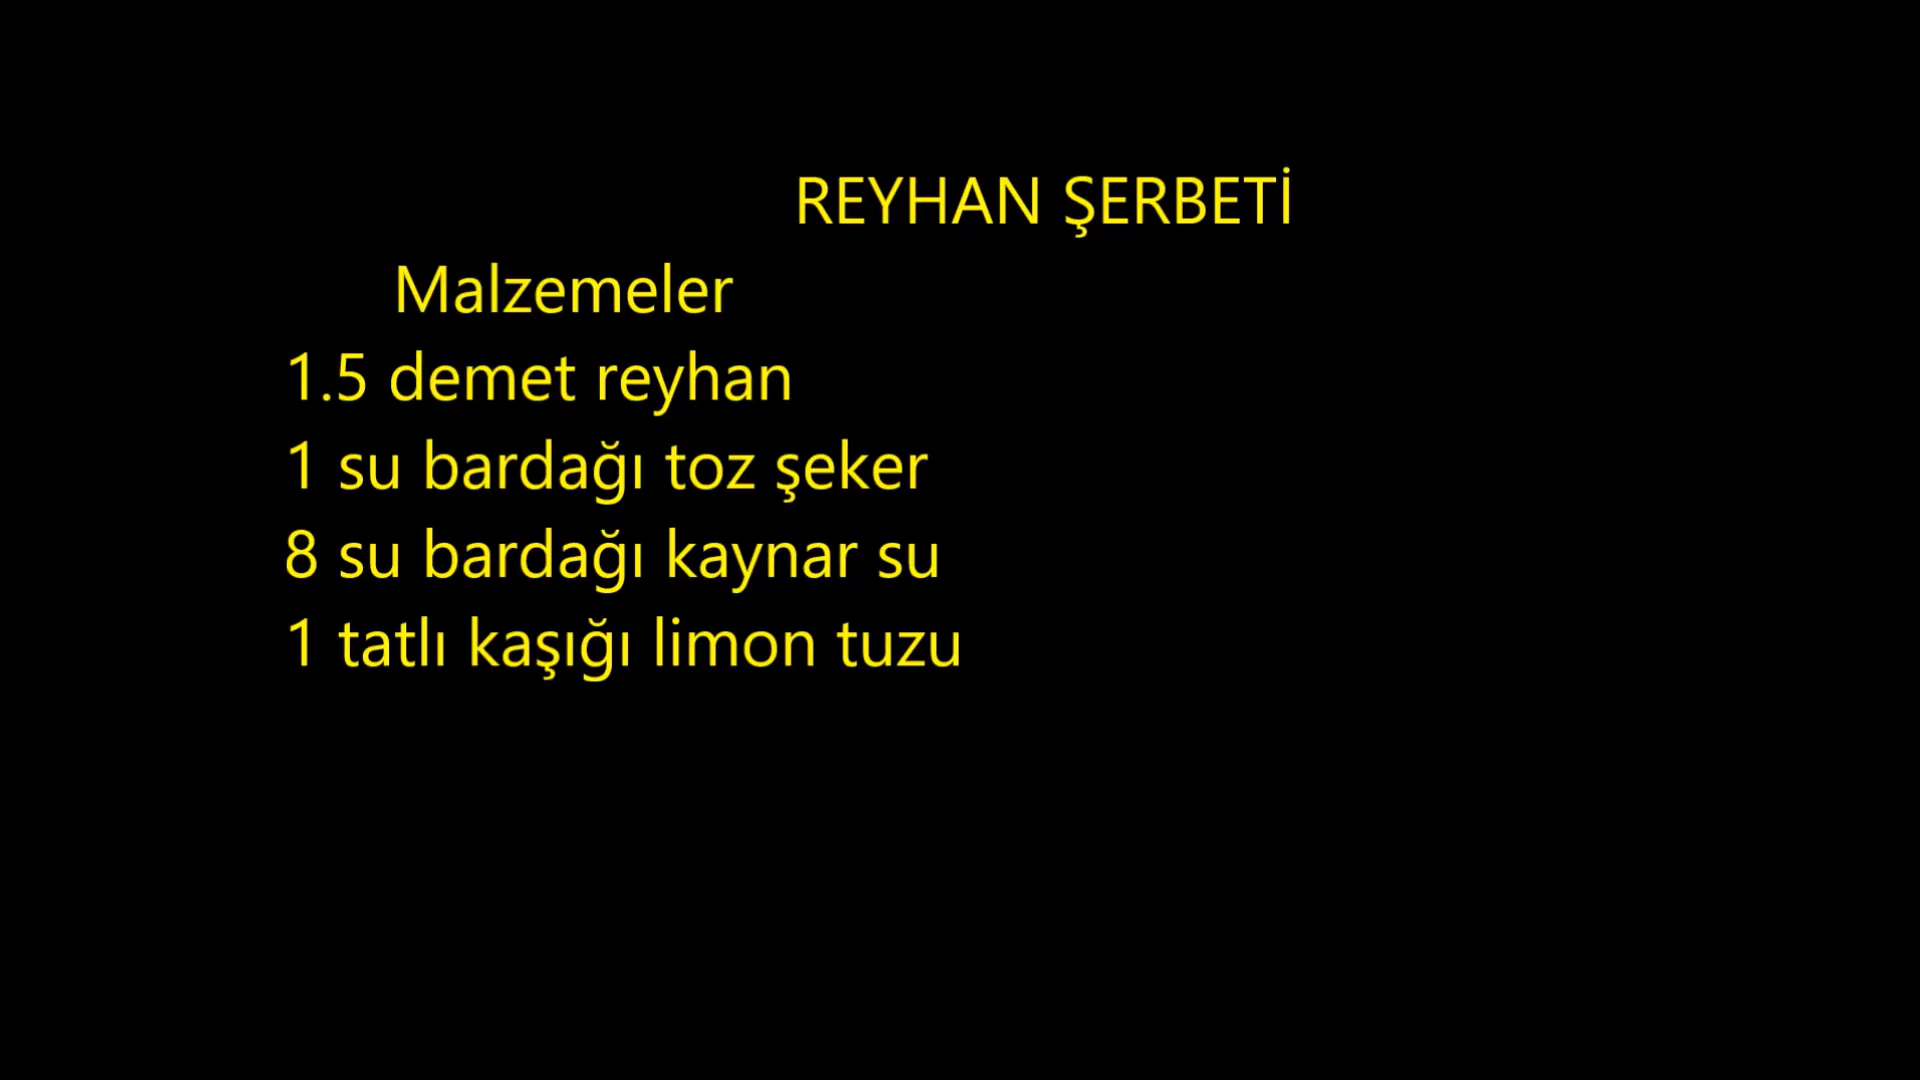 REYHAN ŞERBETİ
Malzemeler
1.5 demet reyhan
1 su bardağı toz şeker
8 su bardağı kaynar su
1 tatlı kaşığı limon tuzu